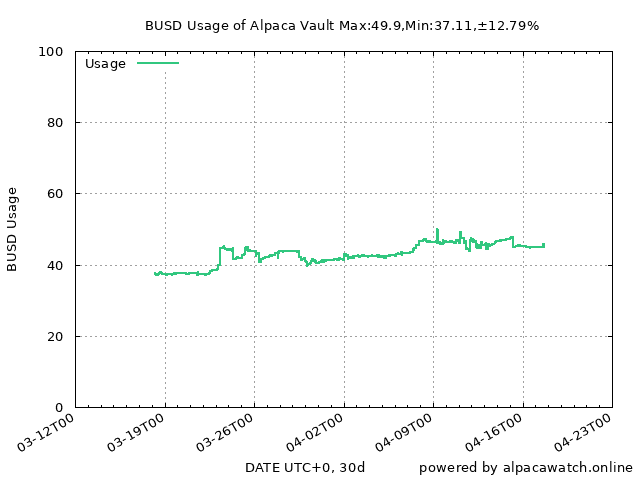 BUSD Usage of Alpaca Vault Max:49.9,Min:37.11,±12.79%
Usage
100
80
60
40
20
0
BUSD Usage
03-12T00
03-19T00
03-26T00
04-02T00
04-09T00
04-16T00
04-23T00
DATE UTC+0, 30d
powered by alpacawatch.online